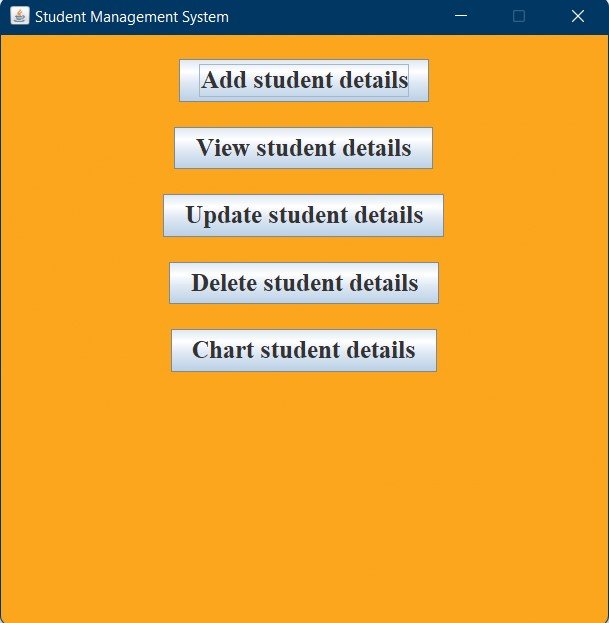 Student Management System
Add student details
View student details
Update student details
Delete student details
Chart student details